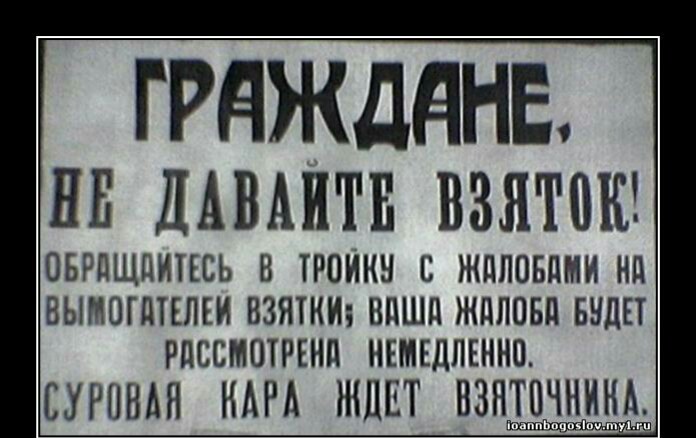 ГРАЖДАНЕ,
НЕ ДАВАЙТЕ ВЗЯТОК!
ОБРАЩАЙТЕСЬ В ТРОЙКУ С ЖАЛОБАМИ НА
ВЫМОГАТЕЛЕЙ ВЗЯТКИ; ВАША ЖАЛОБА БУДЕТ
РАССМОТРЕНА НЕМЕДЛЕННО.
СУРОВАЯ КАРА ЖДЕТ ВЗЯТОЧНИКА.
ioannbogoslov.my1.ru